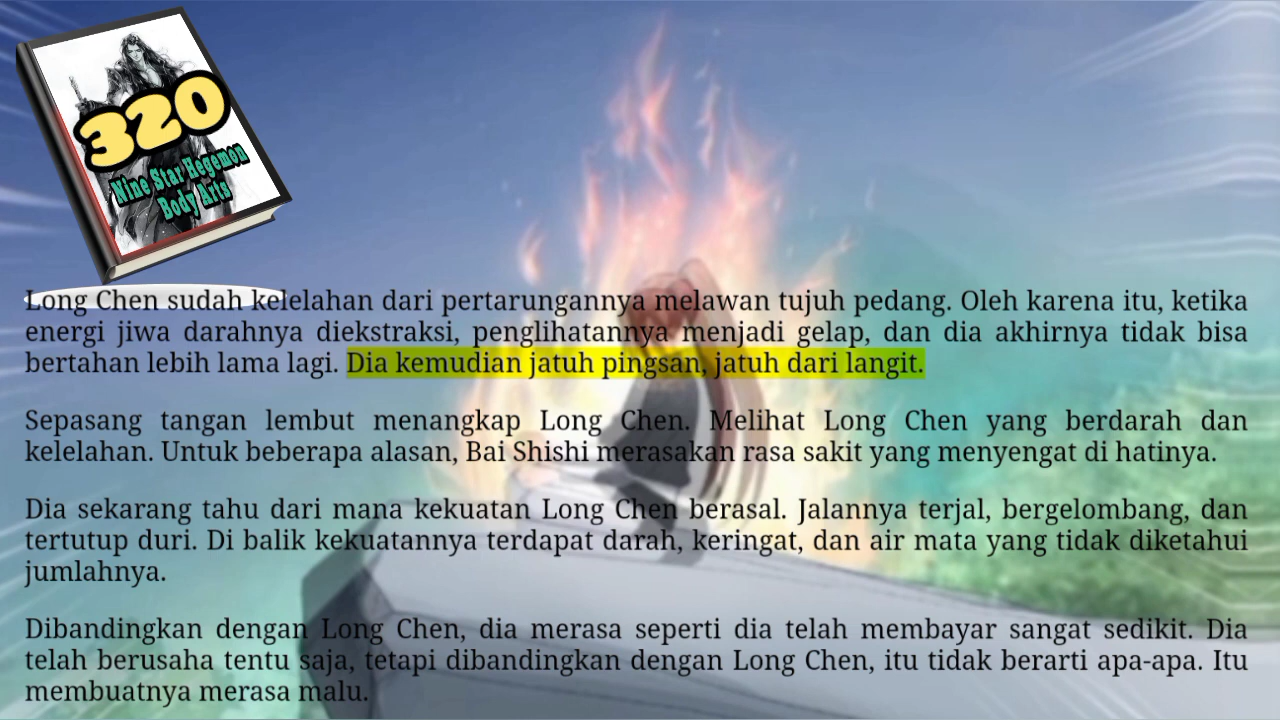 320
Nine Star Hegemon
Body Arts
Long Chen sudah kelelahan dari pertarungannya melawan tujuh pedang. Oleh karena itu, ketika
energi jiwa darahnya diekstraksi, penglihatannya menjadi gelap, dan dia akhirnya tidak bisa
bertahan lebih lama lagi. Dia kemudian jatuh pingsan, jatuh dari langit.
Sepasang tangan lembut menangkap Long Chen. Melihat Long Chen yang berdarah dan
kelelahan. Untuk beberapa alasan, Bai Shishi merasakan rasa sakit yang menyengat di hatinya.
Dia sekarang tahu dari mana kekuatan Long Chen berasal. Jalannya terjal, bergelombang, dan
tertutup duri. Di balik kekuatannya terdapat darah, keringat, dan air mata yang tidak diketahui
jumlahnya.
Dibandingkan dengan Long Chen, dia merasa seperti dia telah membayar sangat sedikit. Dia
telah berusaha tentu saja, tetapi dibandingkan dengan Long Chen, itu tidak berarti apa-apa. Itu
membuatnya merasa malu.